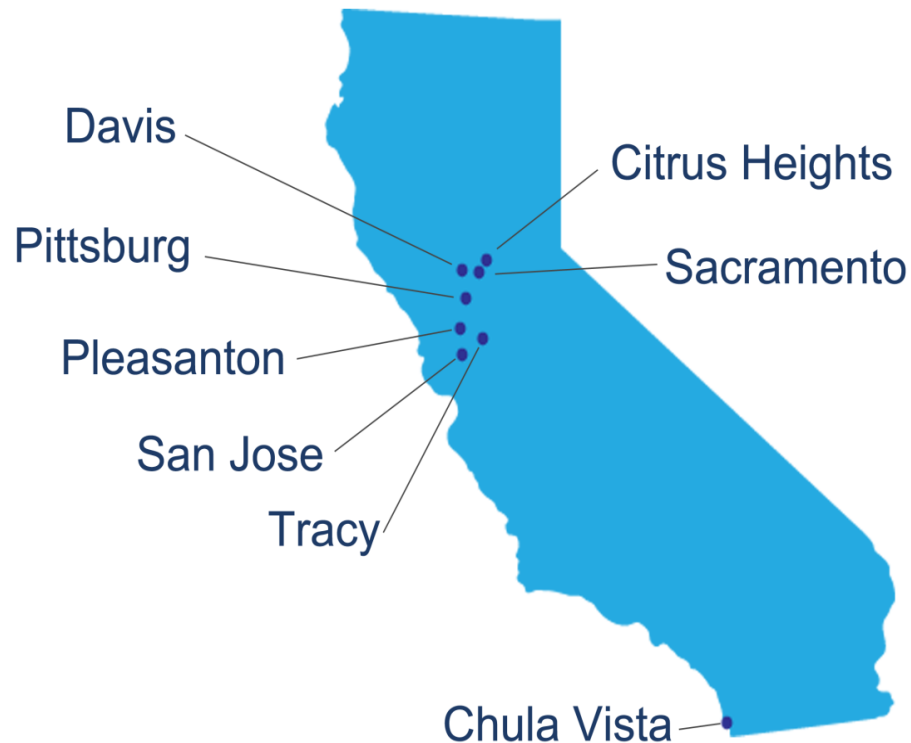 Davis
Citrus Heights
Pittsburg
Sacramento
Pleasanton
San Jose
Tracy
Chula Vista